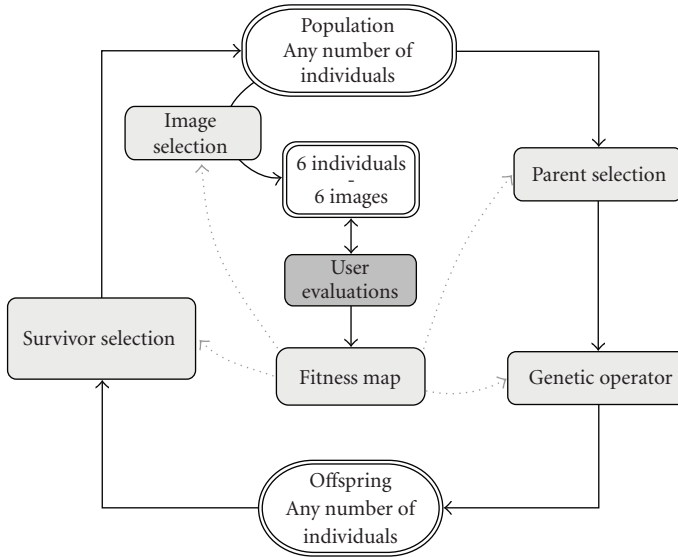 Population
Any number of
individuals
Image
selection
6 individuals
-
6 images
Parent selection
User
evaluations
Survivor selection
Fitness map
Genetic operator
Offspring
Any number of
individuals